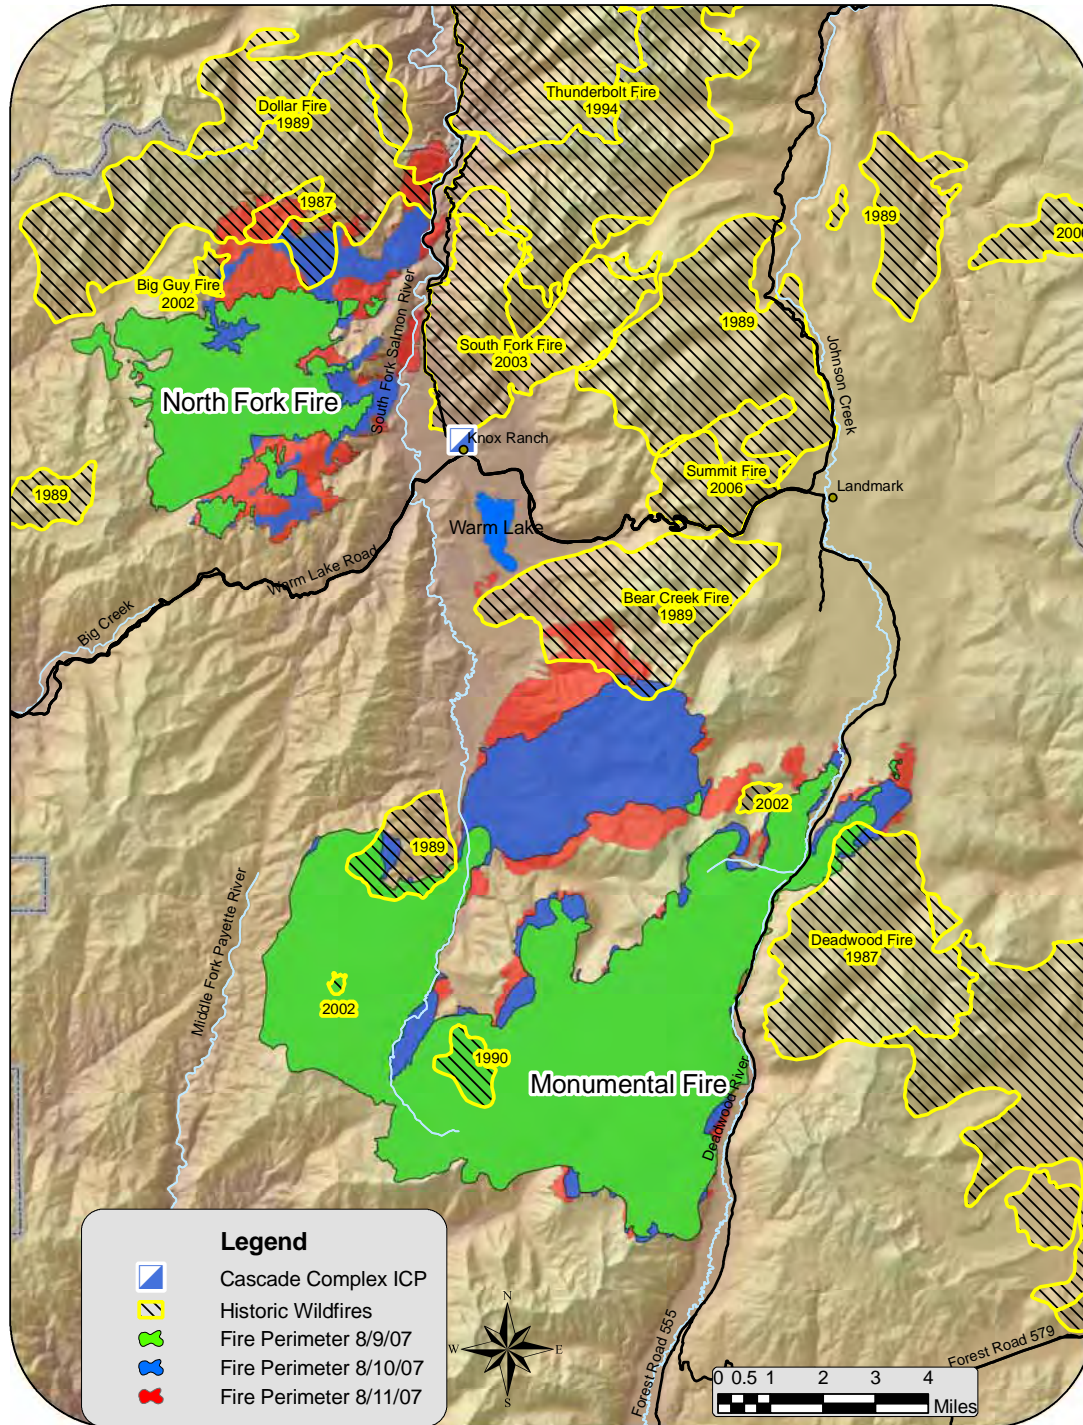 Dollar Fire
1989
Thunderbolt Fire
1994
1987
1989
200
Big Guy Fire
2002
South Fork Salmon River
South Fork Fire
2003
1989
Johnson Creek
North Fork Fire
Knox Ranch
Summit Fire
2006
Landmark
1989
Warm Lake
Warm Lake Road
Big Creek
Bear Creek Fire
1989
2002
1989
Middle Fork Payette River
Deadwood Fire
1987
2002
1990
Monumental Fire
Deadwood River
Legend
Cascade Complex ICP
Historic Wildfires
Fire Perimeter 8/9/07
Fire Perimeter 8/10/07
Fire Perimeter 8/11/07
N
W E
S
Forest Road 555
Forest Road 579
0 0.5 1 2 3 4
Miles